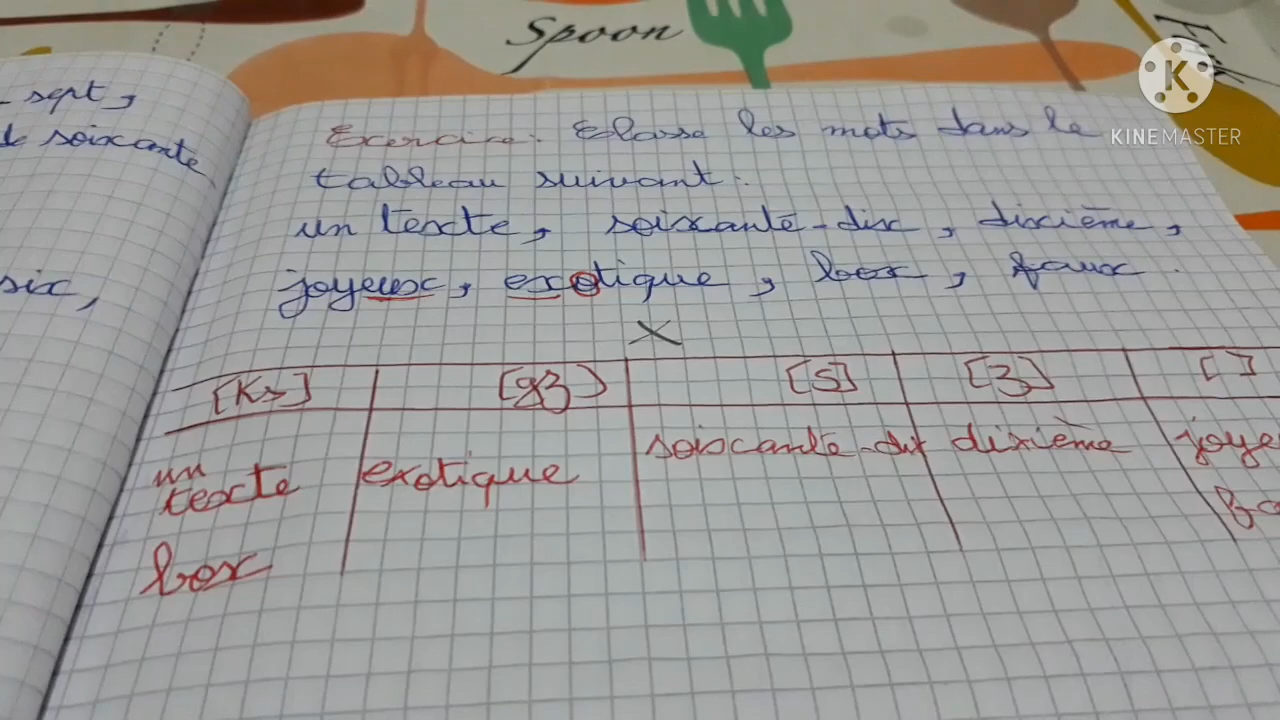 Spoon
KINEMASTER
- sept,
soixante
six,
Exercice: Classe les mots dans le
tableau suivant:
un texte, soixante-dix, dixième,
joyeux, exotique, box, faux.
X
[Ks] [gz] [S] [z] [ ]
un texte exotique soixante-dix dixième joye
box fa